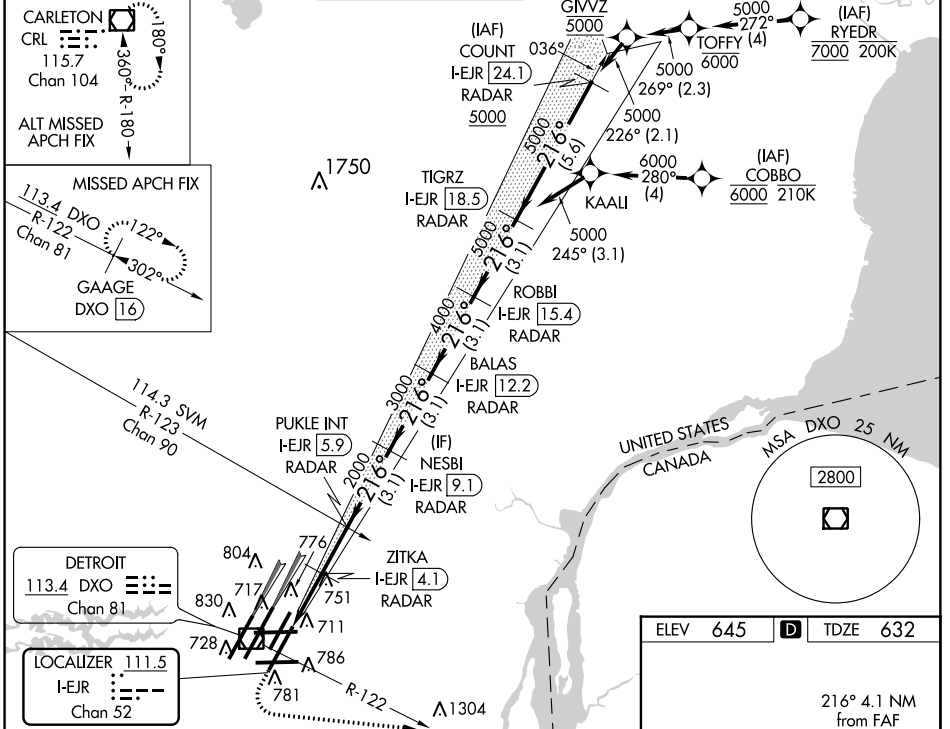 CARLETON
CRL
115.7
Chan 104
180°
360°
R-180
ALT MISSED
APCH FIX
MISSED APCH FIX
113.4 DXO
R-122
Chan 81
122°
302°
GAAGE
DXO 16
1750
GIVVZ
5000
(IAF)
COUNT
I-EJR 24.1
RADAR
5000
036°
5000
272°
(4)
(IAF)
RYEDR
7000 200K
TOFFY
6000
5000
269° (2.3)
5000
226° (2.1)
5000
216°
(5.6)
TIGRZ
I-EJR 18.5
RADAR
6000
280°
(4)
(IAF)
COBBO
6000 210K
KAALI
5000
245° (3.1)
5000
216°
(3.1)
ROBBI
I-EJR 15.4
RADAR
4000
216°
(3.1)
BALAS
I-EJR 12.2
RADAR
3000
216°
(3.1)
114.3 SVM
R-123
Chan 90
PUKLE INT
I-EJR 5.9
RADAR
(IF)
NESBI
I-EJR 9.1
RADAR
2000
216°
(3.1)
UNITED STATES
CANADA
MSA DXO 25 NM
2800
ZITKA
I-EJR 4.1
RADAR
804
776
717
751
830
711
728
786
781
DETROIT
113.4 DXO
Chan 81
LOCALIZER 111.5
I-EJR
Chan 52
R-122
1304
ELEV 645 D TDZE 632
216° 4.1 NM
from FAF